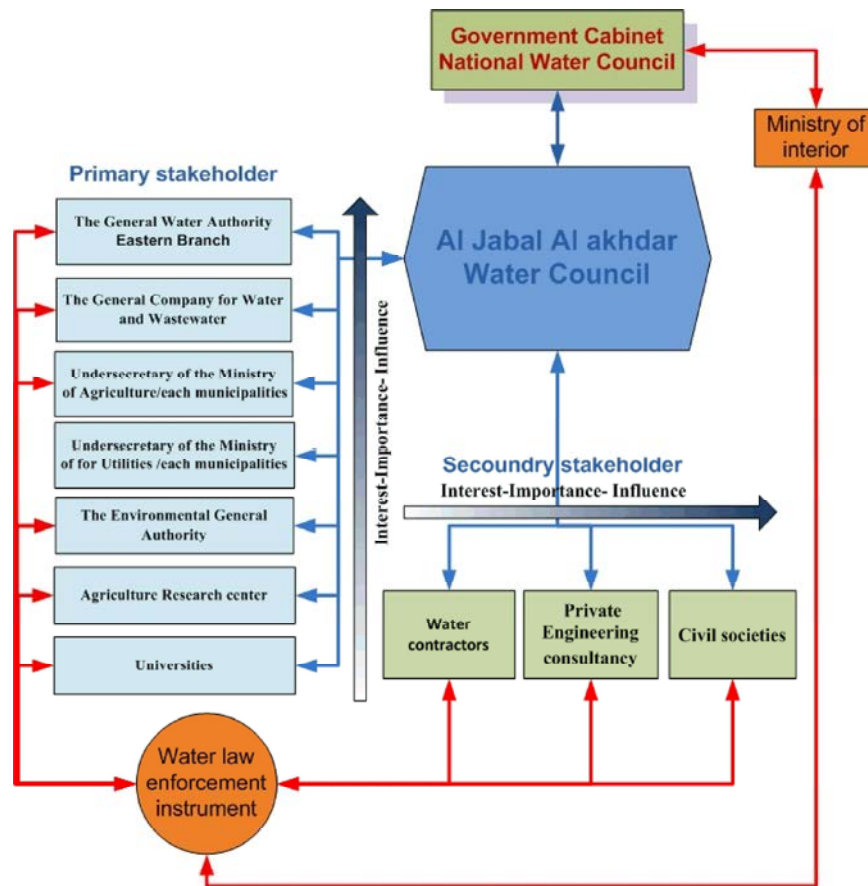 Government Cabinet
National Water Council
Ministry of
interior
Primary stakeholder
The General Water Authority
Eastern Branch
The General Company for Water
and Wastewater
Undersecretary of the Ministry
of Agriculture/each municipalities
Undersecretary of the Ministry
of for Utilities /each municipalities
The Environmental General
Authority
Agriculture Research center
Universities
Interest-Importance- Influence
Al Jabal Al akhdar
Water Council
Secoundry stakeholder
Interest-Importance- Influence
Water
contractors
Private
Engineering
consultancy
Civil societies
Water law
enforcement
instrument